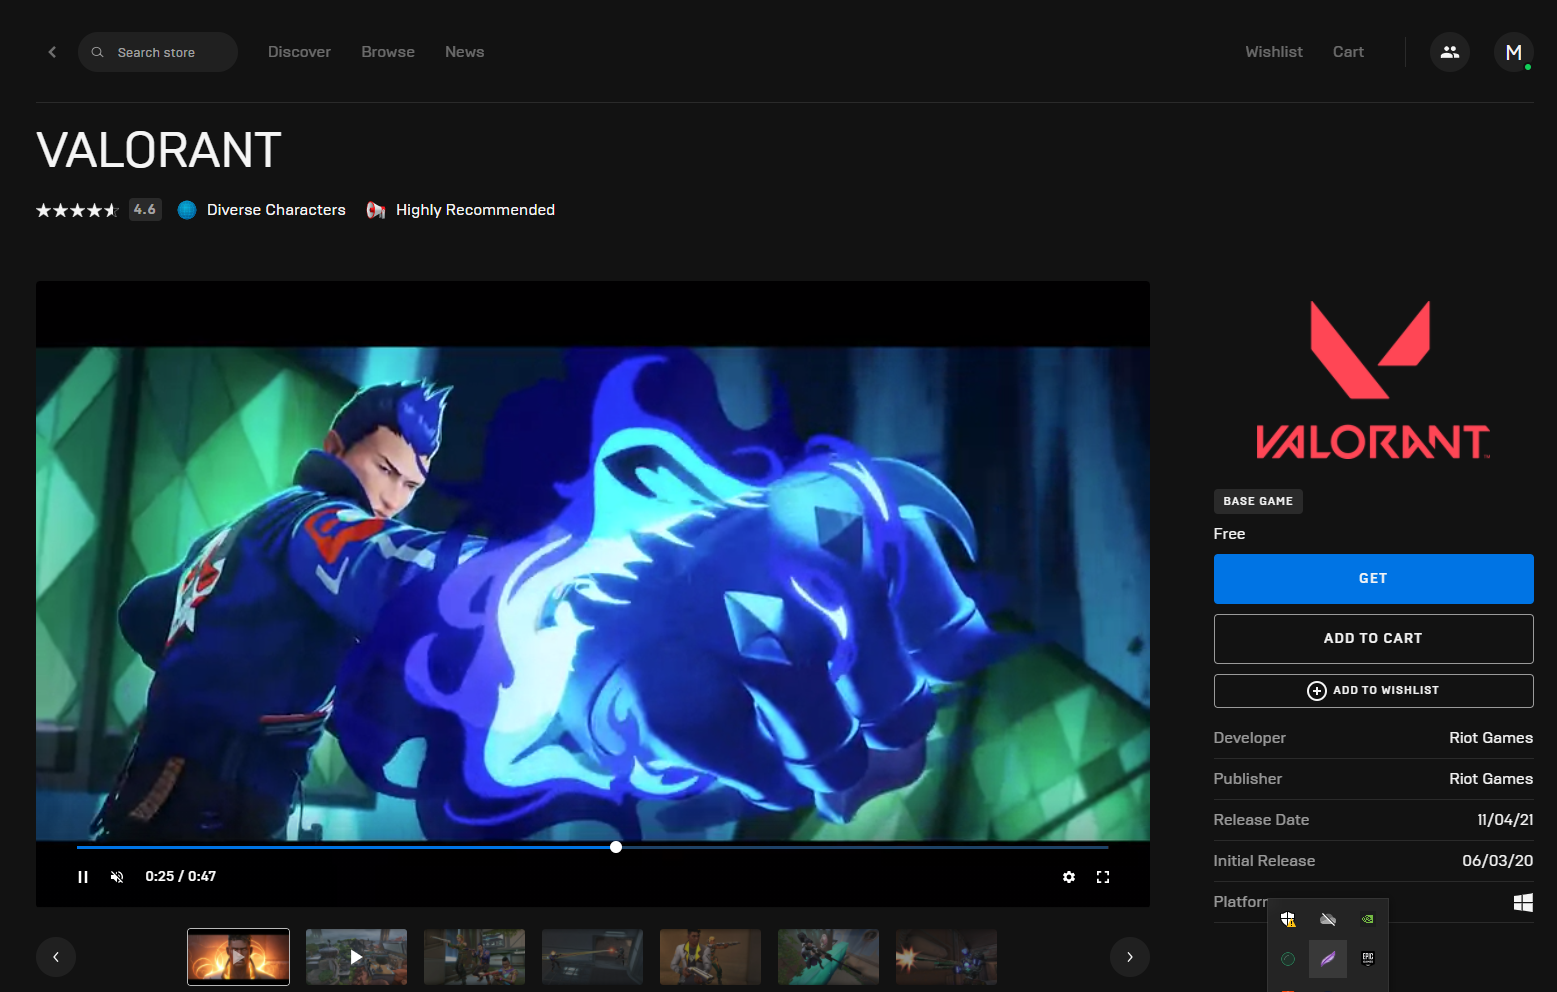 Search store
Discover
Browse
News
Wishlist
Cart
M
VALORANT
4.6
Diverse Characters
Highly Recommended
VALORANT
BASE GAME
Free
GET
ADD TO CART
ADD TO WISHLIST
Developer
Riot Games
Publisher
Riot Games
Release Date
11/04/21
Initial Release
06/03/20
Platfor
0:25 / 0:47
EPIC